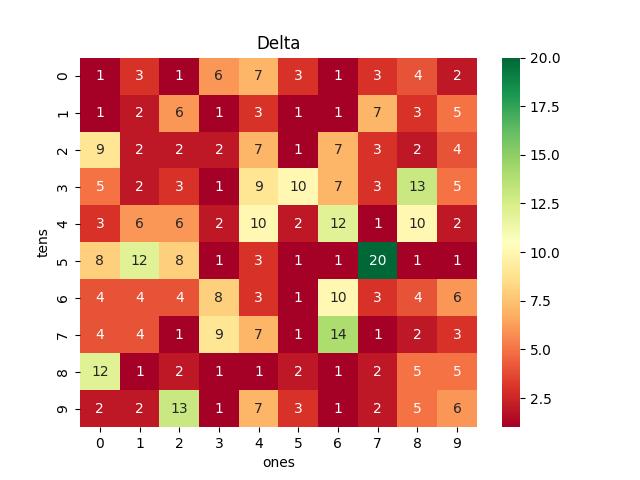 Delta
tens
0 1 3 1 6 7 3 1 3 4 2
1 1 2 6 1 3 1 1 7 3 5
2 9 2 2 2 7 1 7 3 2 4
3 5 2 3 1 9 10 7 3 13 5
4 3 6 6 2 10 2 12 1 10 2
5 8 12 8 1 3 1 1 20 1 1
6 4 4 4 8 3 1 10 3 4 6
7 4 4 1 9 7 1 14 1 2 3
8 12 1 2 1 1 2 1 2 5 5
9 2 2 13 1 7 3 1 2 5 6
0 1 2 3 4 5 6 7 8 9
ones
20.0
17.5
15.0
12.5
10.0
7.5
5.0
2.5